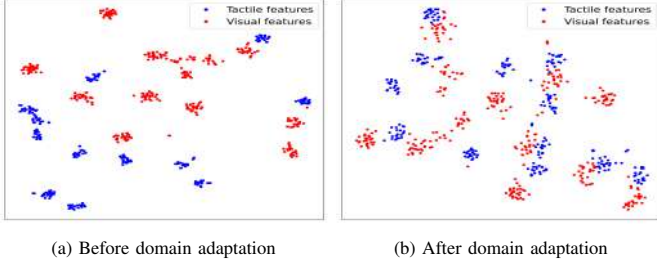 Tactile features
Visual features
Tactile features
Visual features
(a) Before domain adaptation
(b) After domain adaptation